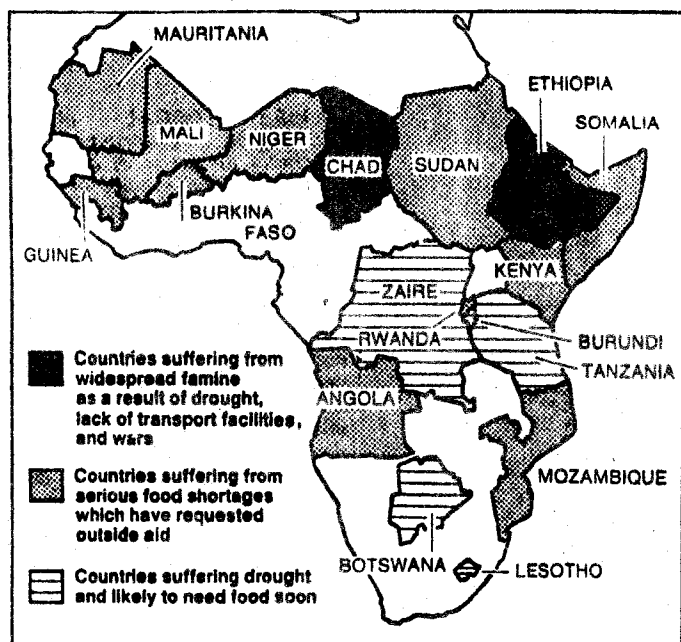 MAURITANIA
ETHIOPIA
SOMALIA
MALI
NIGER
CHAD
SUDAN
BURKINA
FASO
GUINEA
KENYA
ZAIRE
RWANDA
BURUNDI
TANZANIA
Countries suffering from
widespread famine
as a result of drought,
lack of transport facilities,
and wars
ANGOLA
Countries suffering from
serious food shortages
which have requested
outside aid
MOZAMBIQUE
BOTSWANA
LESOTHO
Countries suffering drought
and likely to need food soon